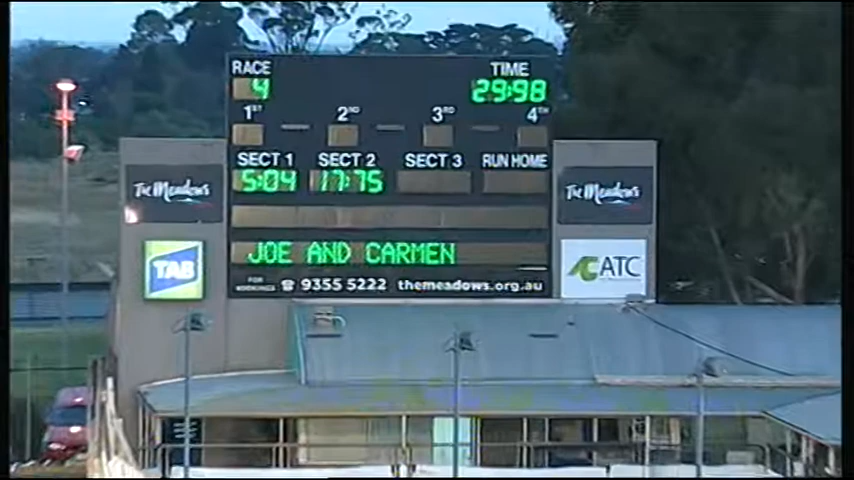 RACE TIME
4 29:98
1ST 2ND 3RD 4TH
SECT 1 SECT 2 SECT 3 RUN HOME
5:04 17:75
The Meadows
The Meadows
JOE AND CARMEN
TAB
ATC
FOR BOOKINGS ☎ 9355 5222 themeadows.org.au